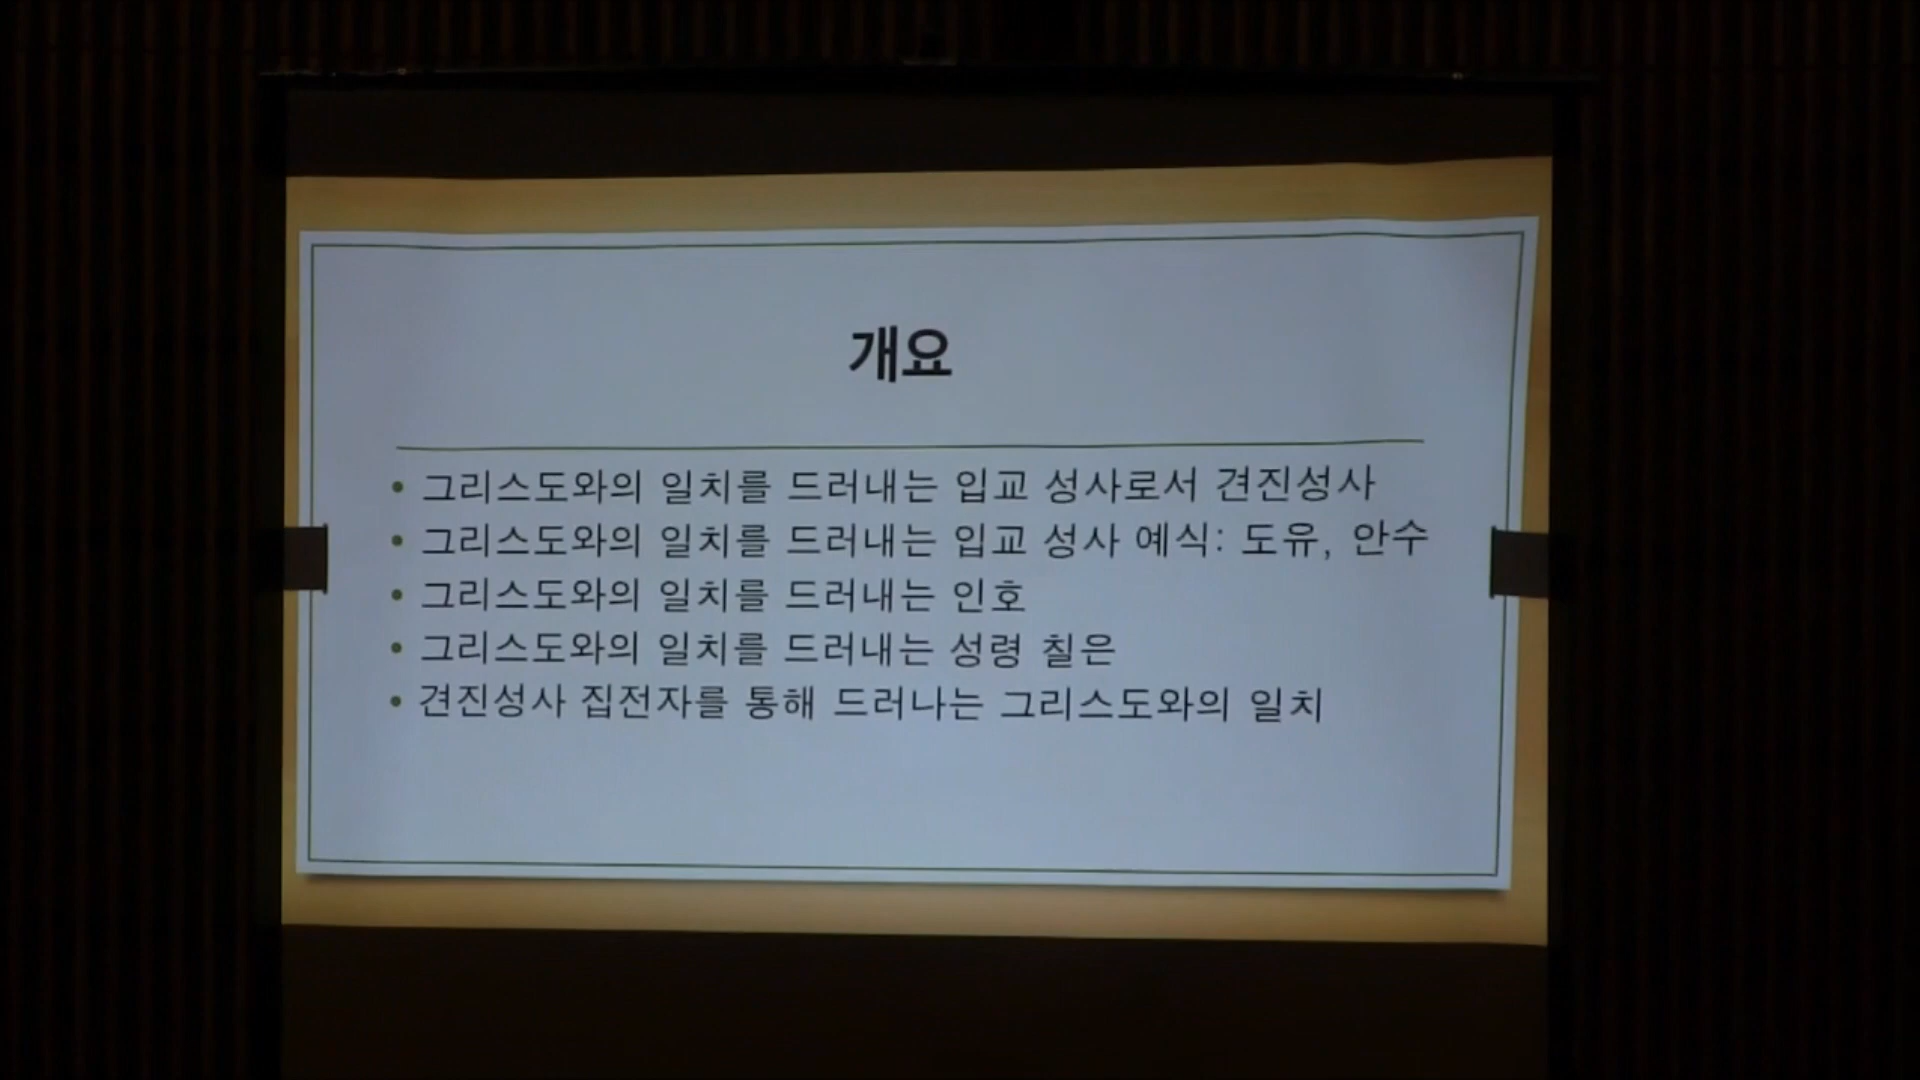 개요
• 그리스도와의 일치를 드러내는 입교 성사로서 견진성사
• 그리스도와의 일치를 드러내는 입교 성사 예식: 도유, 안수
• 그리스도와의 일치를 드러내는 인호
• 그리스도와의 일치를 드러내는 성령 칠은
• 견진성사 집전자를 통해 드러나는 그리스도와의 일치